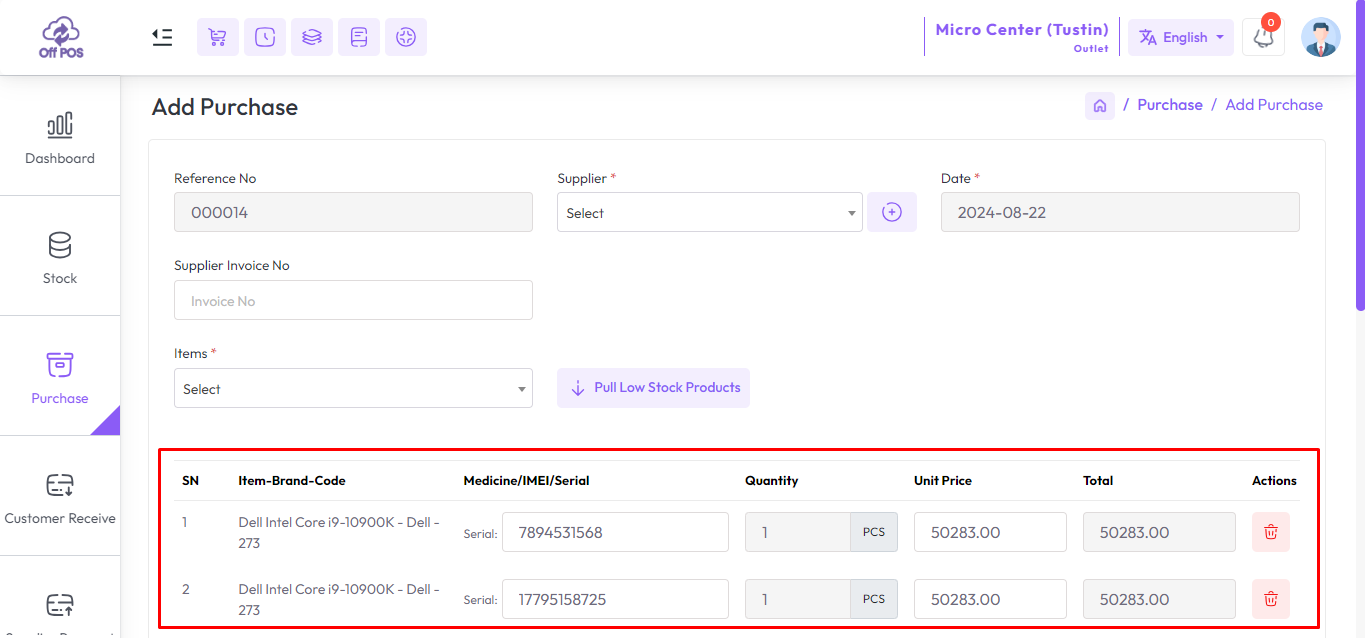 Off POS
Micro Center (Tustin)
Outlet
English
0
Dashboard
Stock
Purchase
Customer Receive
Add Purchase
/ Purchase / Add Purchase
Reference No
Supplier *
Date *
000014
Select
2024-08-22
Supplier Invoice No
Invoice No
Items *
Select
Pull Low Stock Products
SN Item-Brand-Code Medicine/IMEI/Serial Quantity Unit Price Total Actions
1 Dell Intel Core i9-10900K - Dell - Serial: 7894531568 1 PCS 50283.00 50283.00
273
2 Dell Intel Core i9-10900K - Dell - Serial: 17795158725 1 PCS 50283.00 50283.00
273